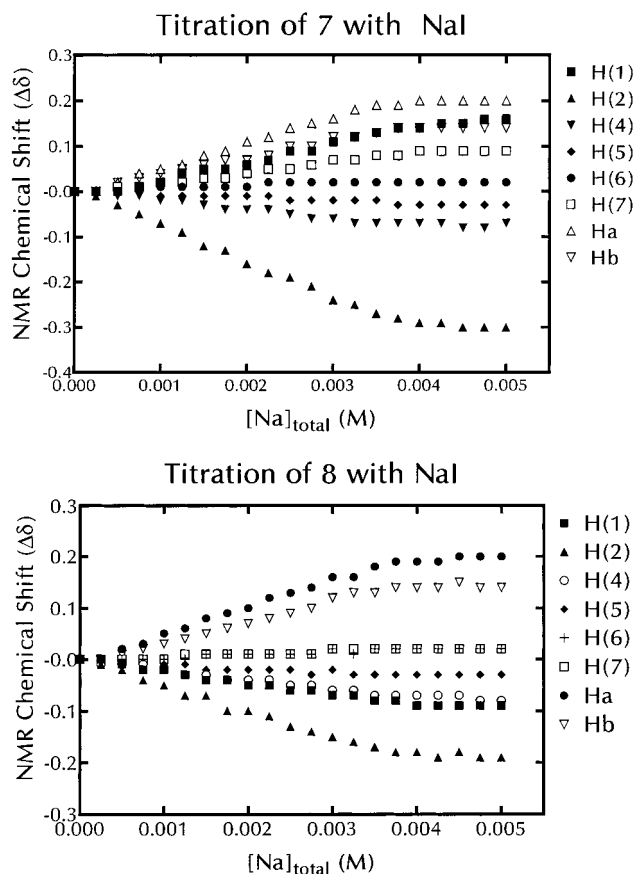 Titration of 7 with NaI
NMR Chemical Shift (Δδ)
0.3
0.2
0.1
-0.0
-0.1
-0.2
-0.3
-0.4
0.000
0.001
0.002
0.003
0.004
0.005
[Na]total (M)
H(1)
H(2)
H(4)
H(5)
H(6)
H(7)
Ha
Hb
Titration of 8 with NaI
NMR Chemical Shift (Δδ)
0.3
0.2
0.1
-0.0
-0.1
-0.2
-0.3
0.000
0.001
0.002
0.003
0.004
0.005
[Na]total (M)
H(1)
H(2)
H(4)
H(5)
H(6)
H(7)
Ha
Hb